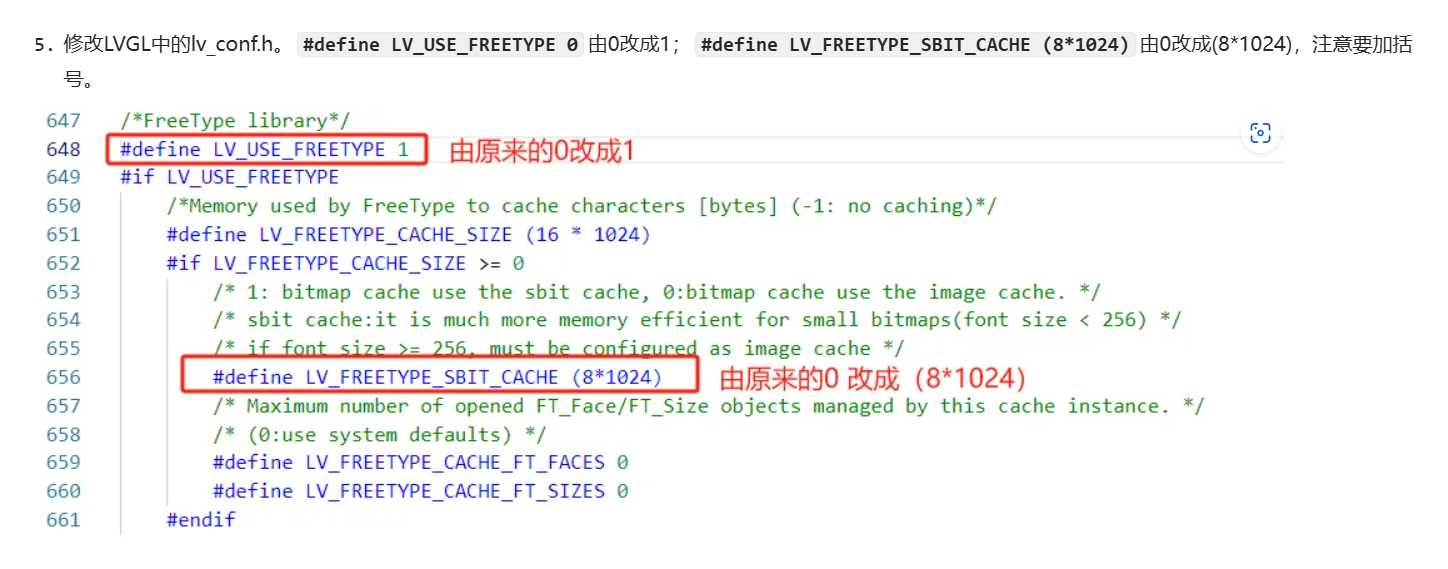 5. 修改LVGL中的lv_conf.h。 #define LV_USE_FREETYPE 0 由0改成1； #define LV_FREETYPE_SBIT_CACHE (8*1024) 由0改成(8*1024)，注意要加括
号。
647 /*FreeType library*/
648 #define LV_USE_FREETYPE 1 由原来的0改成1
649 #if LV_USE_FREETYPE
650 /*Memory used by FreeType to cache characters [bytes] (-1: no caching)*/
651 #define LV_FREETYPE_CACHE_SIZE (16 * 1024)
652 #if LV_FREETYPE_CACHE_SIZE >= 0
653 /* 1: bitmap cache use the sbit cache, 0:bitmap cache use the image cache. */
654 /* sbit cache:it is much more memory efficient for small bitmaps(font size < 256) */
655 /* if font size >= 256, must be configured as image cache */
656 #define LV_FREETYPE_SBIT_CACHE (8*1024) 由原来的0 改成（8*1024）
657 /* Maximum number of opened FT_Face/FT_Size objects managed by this cache instance. */
658 /* (0:use system defaults) */
659 #define LV_FREETYPE_CACHE_FT_FACES 0
660 #define LV_FREETYPE_CACHE_FT_SIZES 0
661 #endif